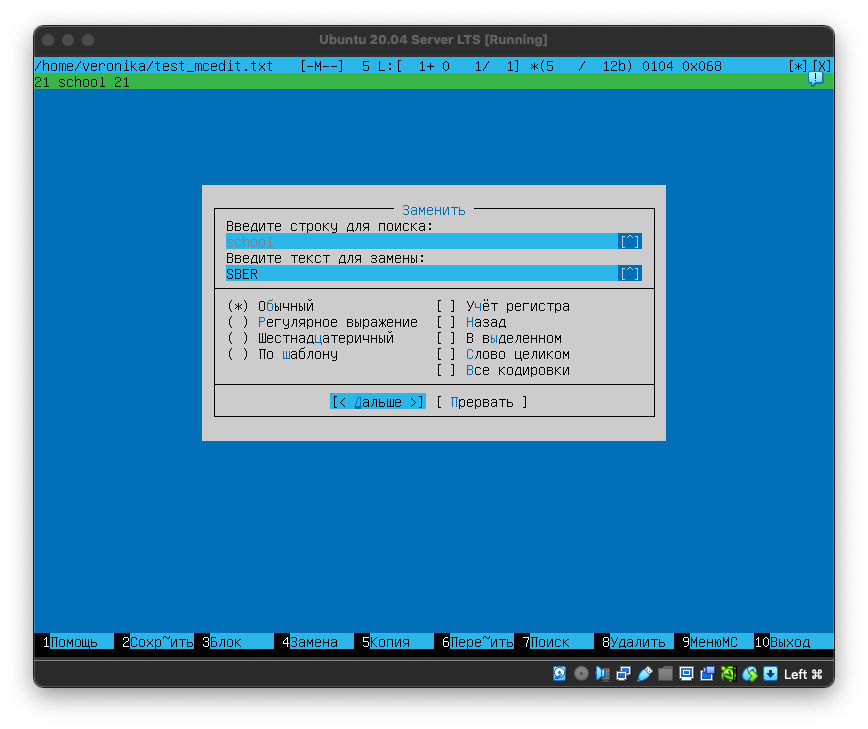 Ubuntu 20.04 Server LTS [Running]
/home/veronika/test_mcedit.txt [-M--] 5 L:[ 1+ 0 1/ 1] *(5 / 12b) 0104 0x068 [*][X]
21 school 21
Заменить
Введите строку для поиска:
school [^]
Введите текст для замены:
SBER [^]
(*) Обычный [ ] Учёт регистра
( ) Регулярное выражение [ ] Назад
( ) Шестнадцатеричный [ ] В выделенном
( ) По шаблону [ ] Слово целиком
[ ] Все кодировки
[< Дальше >] [ Прервать ]
1Помощь 2Сохр~ить 3Блок 4Замена 5Копия 6Пере~ить 7Поиск 8Удалить 9МенюMC 10Выход
Left ⌘